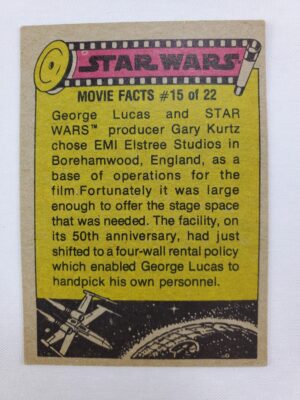 STAR WARS
MOVIE FACTS #15 of 22
George Lucas and STAR
WARS™ producer Gary Kurtz
chose EMI Elstree Studios in
Borehamwood, England, as a
base of operations for the
film.Fortunately it was large
enough to offer the stage space
that was needed. The facility, on
its 50th anniversary, had just
shifted to a four-wall rental policy
which enabled George Lucas to
handpick his own personnel.